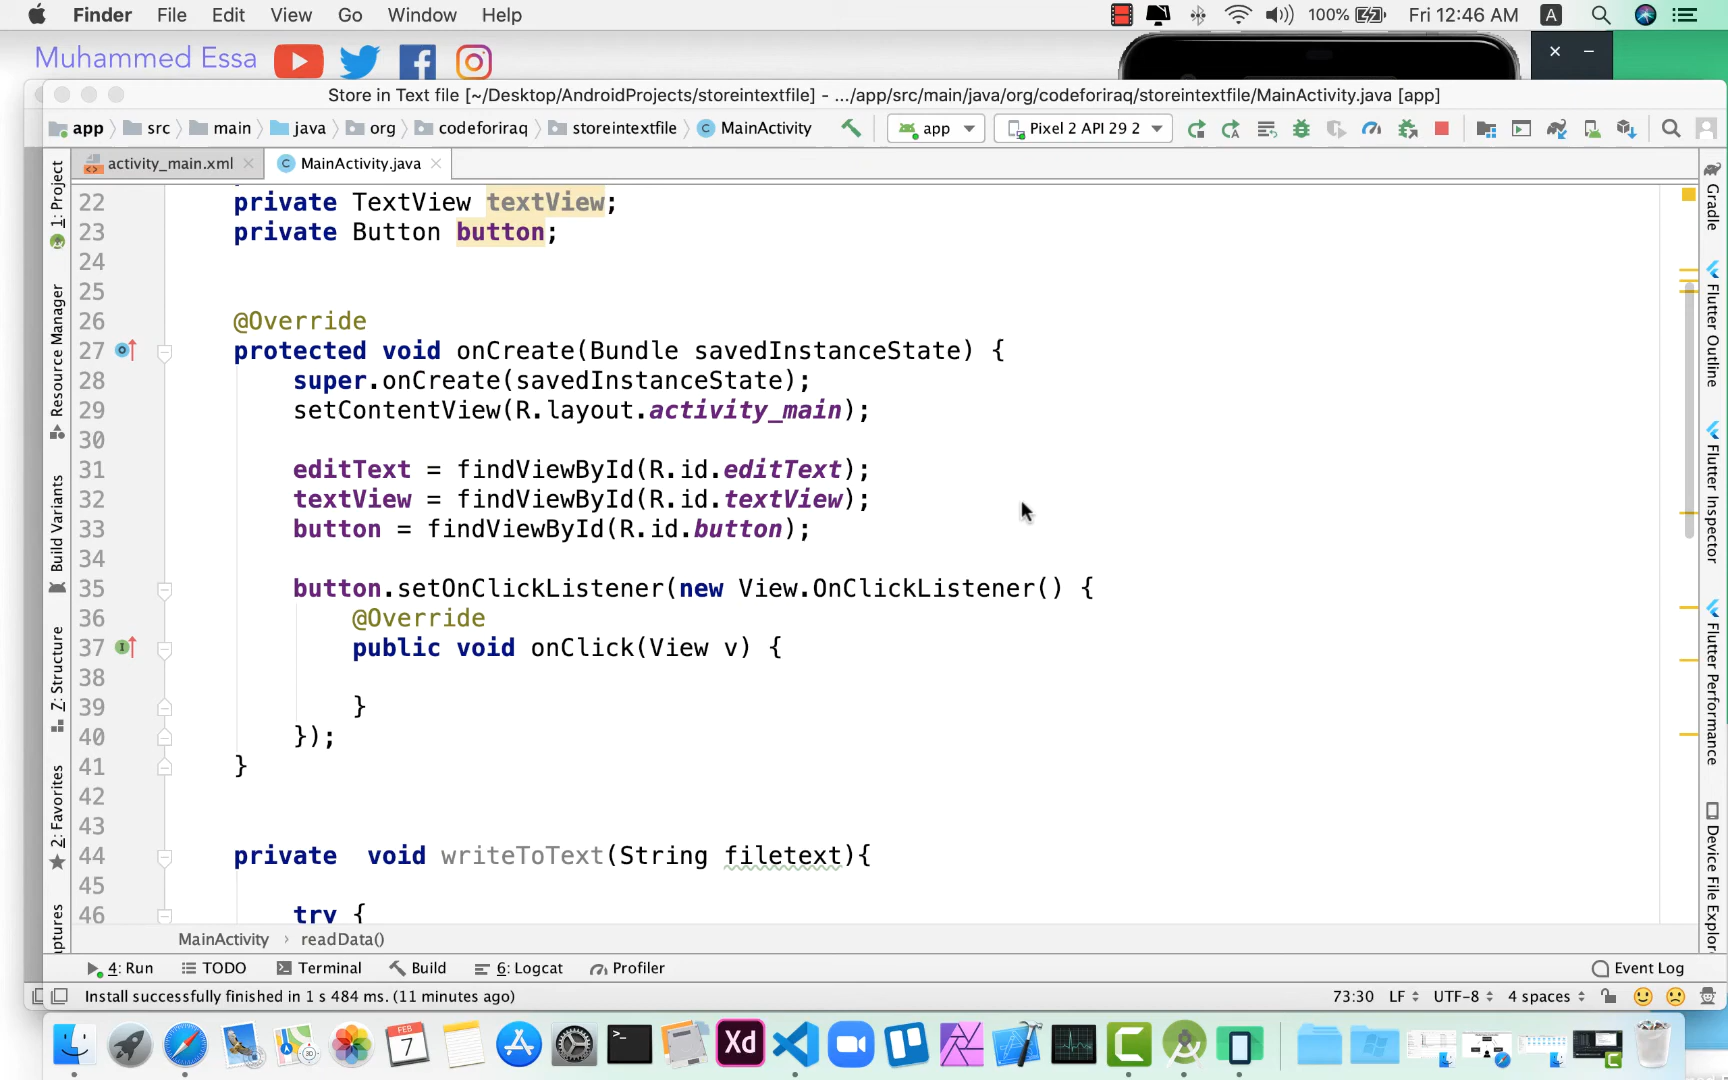 Finder File Edit View Go Window Help 100% Fri 12:46 AM A
Muhammed Essa
Store in Text file [~/Desktop/AndroidProjects/storeintextfile] - .../app/src/main/java/org/codeforiraq/storeintextfile/MainActivity.java [app]
app src main java org codeforiraq storeintextfile MainActivity app Pixel 2 API 29 2
activity_main.xml MainActivity.java
22 private TextView textView;
23 private Button button;
24
25
26 @Override
27 protected void onCreate(Bundle savedInstanceState) {
28 super.onCreate(savedInstanceState);
29 setContentView(R.layout.activity_main);
30
31 editText = findViewById(R.id.editText);
32 textView = findViewById(R.id.textView);
33 button = findViewById(R.id.button);
34
35 button.setOnClickListener(new View.OnClickListener() {
36 @Override
37 public void onClick(View v) {
38
39 }
40 });
41 }
42
43
44 private void writeToText(String filetext){
45
46 try {
MainActivity › readData()
1: Project
Resource Manager
Build Variants
7: Structure
2: Favorites
Gradle
Flutter Outline
Flutter Inspector
Flutter Performance
4: Run TODO Terminal Build 6: Logcat Profiler Event Log
Install successfully finished in 1 s 484 ms. (11 minutes ago) 73:30 LF UTF-8 4 spaces
FEB
7
Xd